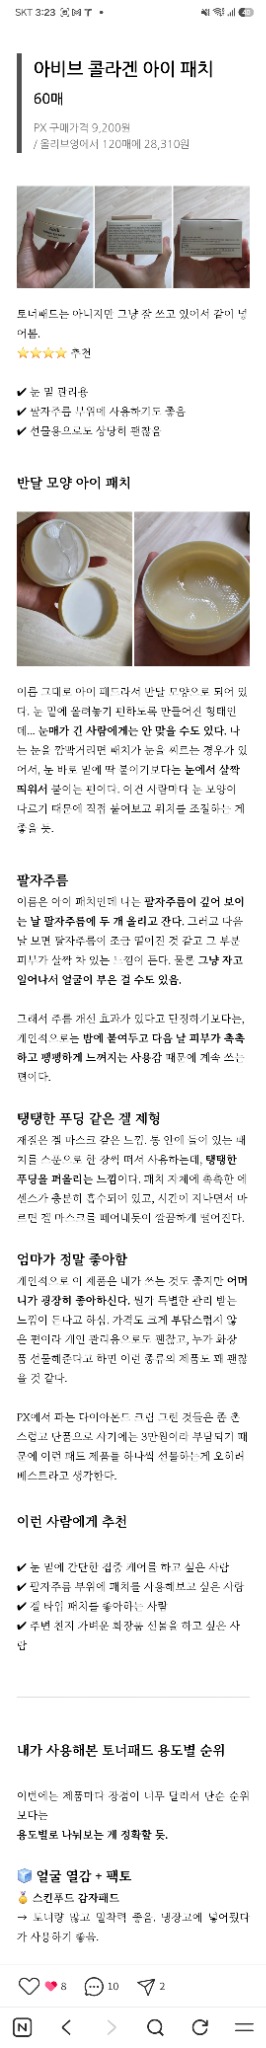 SKT 3:23
아비브 콜라겐 아이 패치
60매
PX 구매가격 9,200원
/ 올리브영에서 120매에 28,310원
토너패드는 아니지만 그냥 잘 쓰고 있어서 같이 넣
어봄.
⭐⭐⭐⭐ 추천
✔ 눈 밑 관리용
✔ 팔자주름 부위에 사용하기도 좋음
✔ 선물용으로도 상당히 괜찮음
반달 모양 아이 패치
이름 그대로 아이 패드라서 반달 모양으로 되어 있
다. 눈 밑에 올려놓기 편하도록 만들어진 형태인
데... 눈매가 긴 사람에게는 안 맞을 수도 있다. 나
는 눈을 깜박거리면 패치가 눈을 찌르는 경우가 있
어서, 눈 바로 밑에 딱 붙이기보다는 눈에서 살짝
띄워서 붙이는 편이다. 이건 사람마다 눈 모양이
다르기 때문에 직접 붙여보고 위치를 조절하는 게
좋을 듯.
팔자주름
이름은 아이 패치인데 나는 팔자주름이 깊어 보이
는 날 팔자주름에 두 개 올리고 잔다. 그러고 다음
날 보면 팔자주름이 조금 옅어진 것 같고 그 부분
피부가 살짝 차 있는 느낌이 든다. 물론 그냥 자고
일어나서 얼굴이 부은 걸 수도 있음.
그래서 주름 개선 효과가 있다고 단정하기보다는,
개인적으로는 밤에 붙여두고 다음 날 피부가 촉촉
하고 팽팽하게 느껴지는 사용감 때문에 계속 쓰는
편이다.
탱탱한 푸딩 같은 겔 제형
재질은 겔 마스크 같은 느낌. 통 안에 들어 있는 패
치를 스푼으로 한 장씩 떠서 사용하는데, 탱탱한
푸딩을 퍼올리는 느낌이다. 패치 자체에 촉촉한 에
센스가 충분히 흡수되어 있고, 시간이 지나면서 마
르면 겔 마스크를 떼어내듯이 깔끔하게 떨어진다.
엄마가 정말 좋아함
개인적으로 이 제품은 내가 쓰는 것도 좋지만 어머
니가 굉장히 좋아하신다. 뭔가 특별한 관리 받는
느낌이 든다고 하심. 가격도 크게 부담스럽지 않
은 편이라 개인 관리용으로도 괜찮고, 누가 화장
품 선물해준다고 하면 이런 종류의 제품도 꽤 괜찮
을 것 같다.
PX에서 파는 다이아몬드 크림 그런 것들은 좀 촌
스럽고 단품으로 사기에는 3만원이라 부담되기 때
문에 이런 패드 제품를 하나씩 선물하는게 오히려
베스트라고 생각한다.
이런 사람에게 추천
✔ 눈 밑에 간단한 집중 케어를 하고 싶은 사람
✔ 팔자주름 부위에 패치를 사용해보고 싶은 사람
✔ 겔 타입 패치를 좋아하는 사람
✔ 주변 친지 가벼운 화장품 선물을 하고 싶은 사
람
내가 사용해본 토너패드 용도별 순위
이번에는 제품마다 장점이 너무 달라서 단순 순위
보다는
용도별로 나눠보는 게 정확할 듯.
🧊 얼굴 열감 + 팩토
🥇 스킨푸드 감자패드
→ 토너량 많고 밀착력 좋음. 냉장고에 넣어뒀다
가 사용하기 좋음.
8 10 2
N